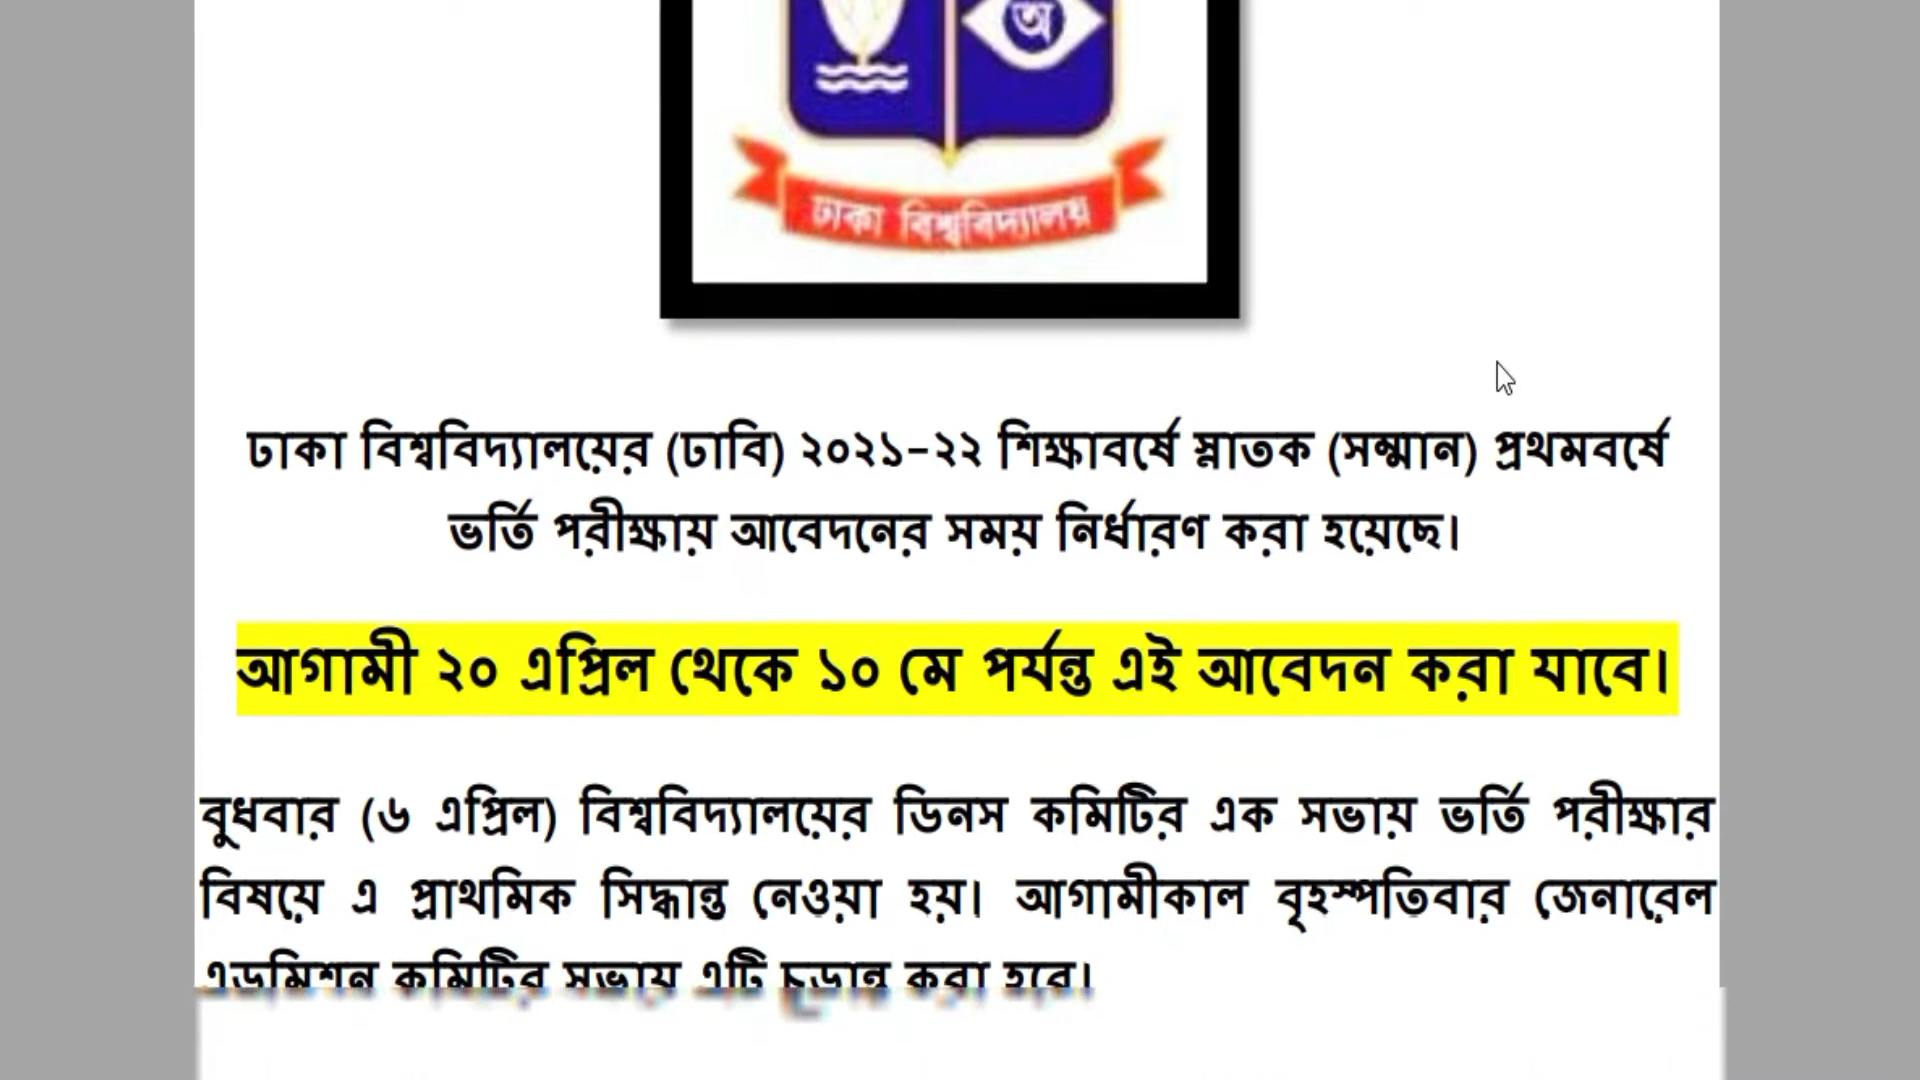 অ
ঢাকা বিশ্ববিদ্যালয়
ঢাকা বিশ্ববিদ্যালয়ের (ঢাবি) ২০২১-২২ শিক্ষাবর্ষে স্নাতক (সম্মান) প্রথমবর্ষে
ভর্তি পরীক্ষায় আবেদনের সময় নির্ধারণ করা হয়েছে।
আগামী ২০ এপ্রিল থেকে ১০ মে পর্যন্ত এই আবেদন করা যাবে।
বুধবার (৬ এপ্রিল) বিশ্ববিদ্যালয়ের ডিনস কমিটির এক সভায় ভর্তি পরীক্ষার
বিষয়ে এ প্রাথমিক সিদ্ধান্ত নেওয়া হয়। আগামীকাল বৃহস্পতিবার জেনারেল
এডমিশন কমিটির সভায় এটি চূড়ান্ত করা হবে।